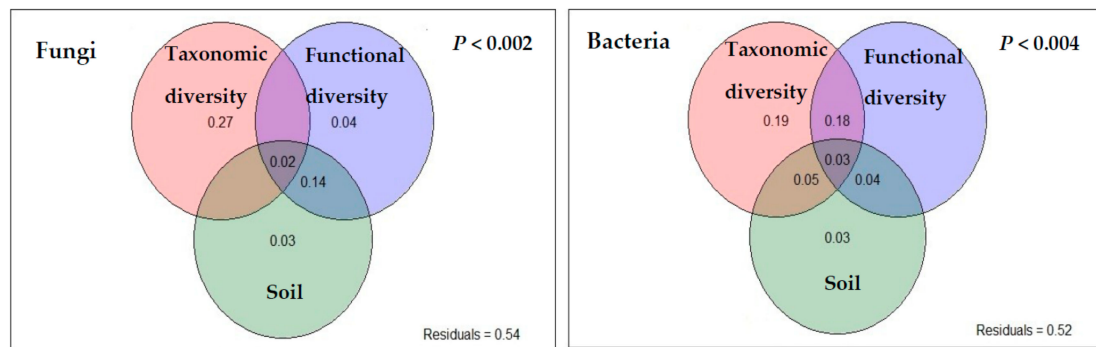 Fungi
Taxonomic
diversity
Functional
diversity
P < 0.002
0.27
0.04
0.02
0.14
0.03
Soil
Residuals = 0.54
Bacteria
Taxonomic
diversity
Functional
diversity
P < 0.004
0.19
0.18
0.03
0.05
0.04
0.03
Soil
Residuals = 0.52